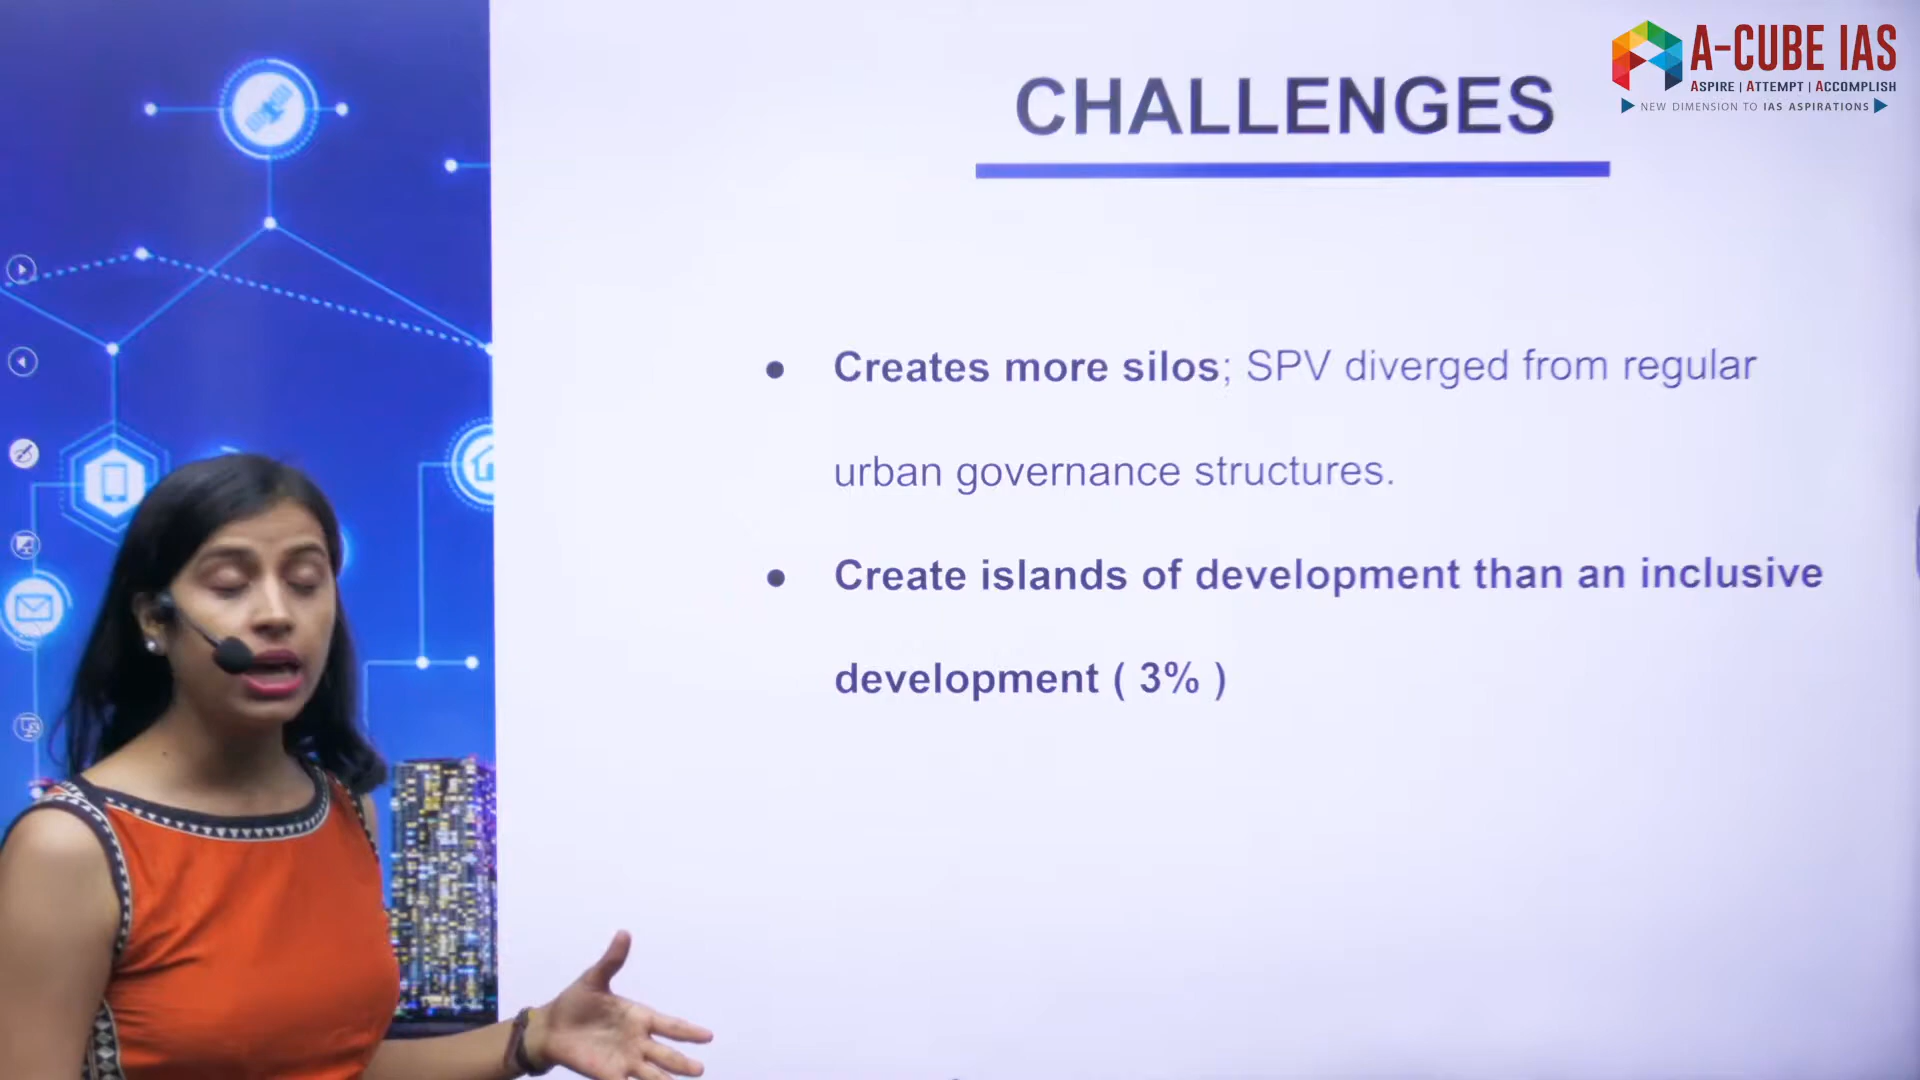 A-CUBE IAS
ASPIRE | ATTEMPT | ACCOMPLISH
NEW DIMENSION TO IAS ASPIRATIONS
CHALLENGES
● Creates more silos; SPV diverged from regular
urban governance structures.
● Create islands of development than an inclusive
development ( 3% )